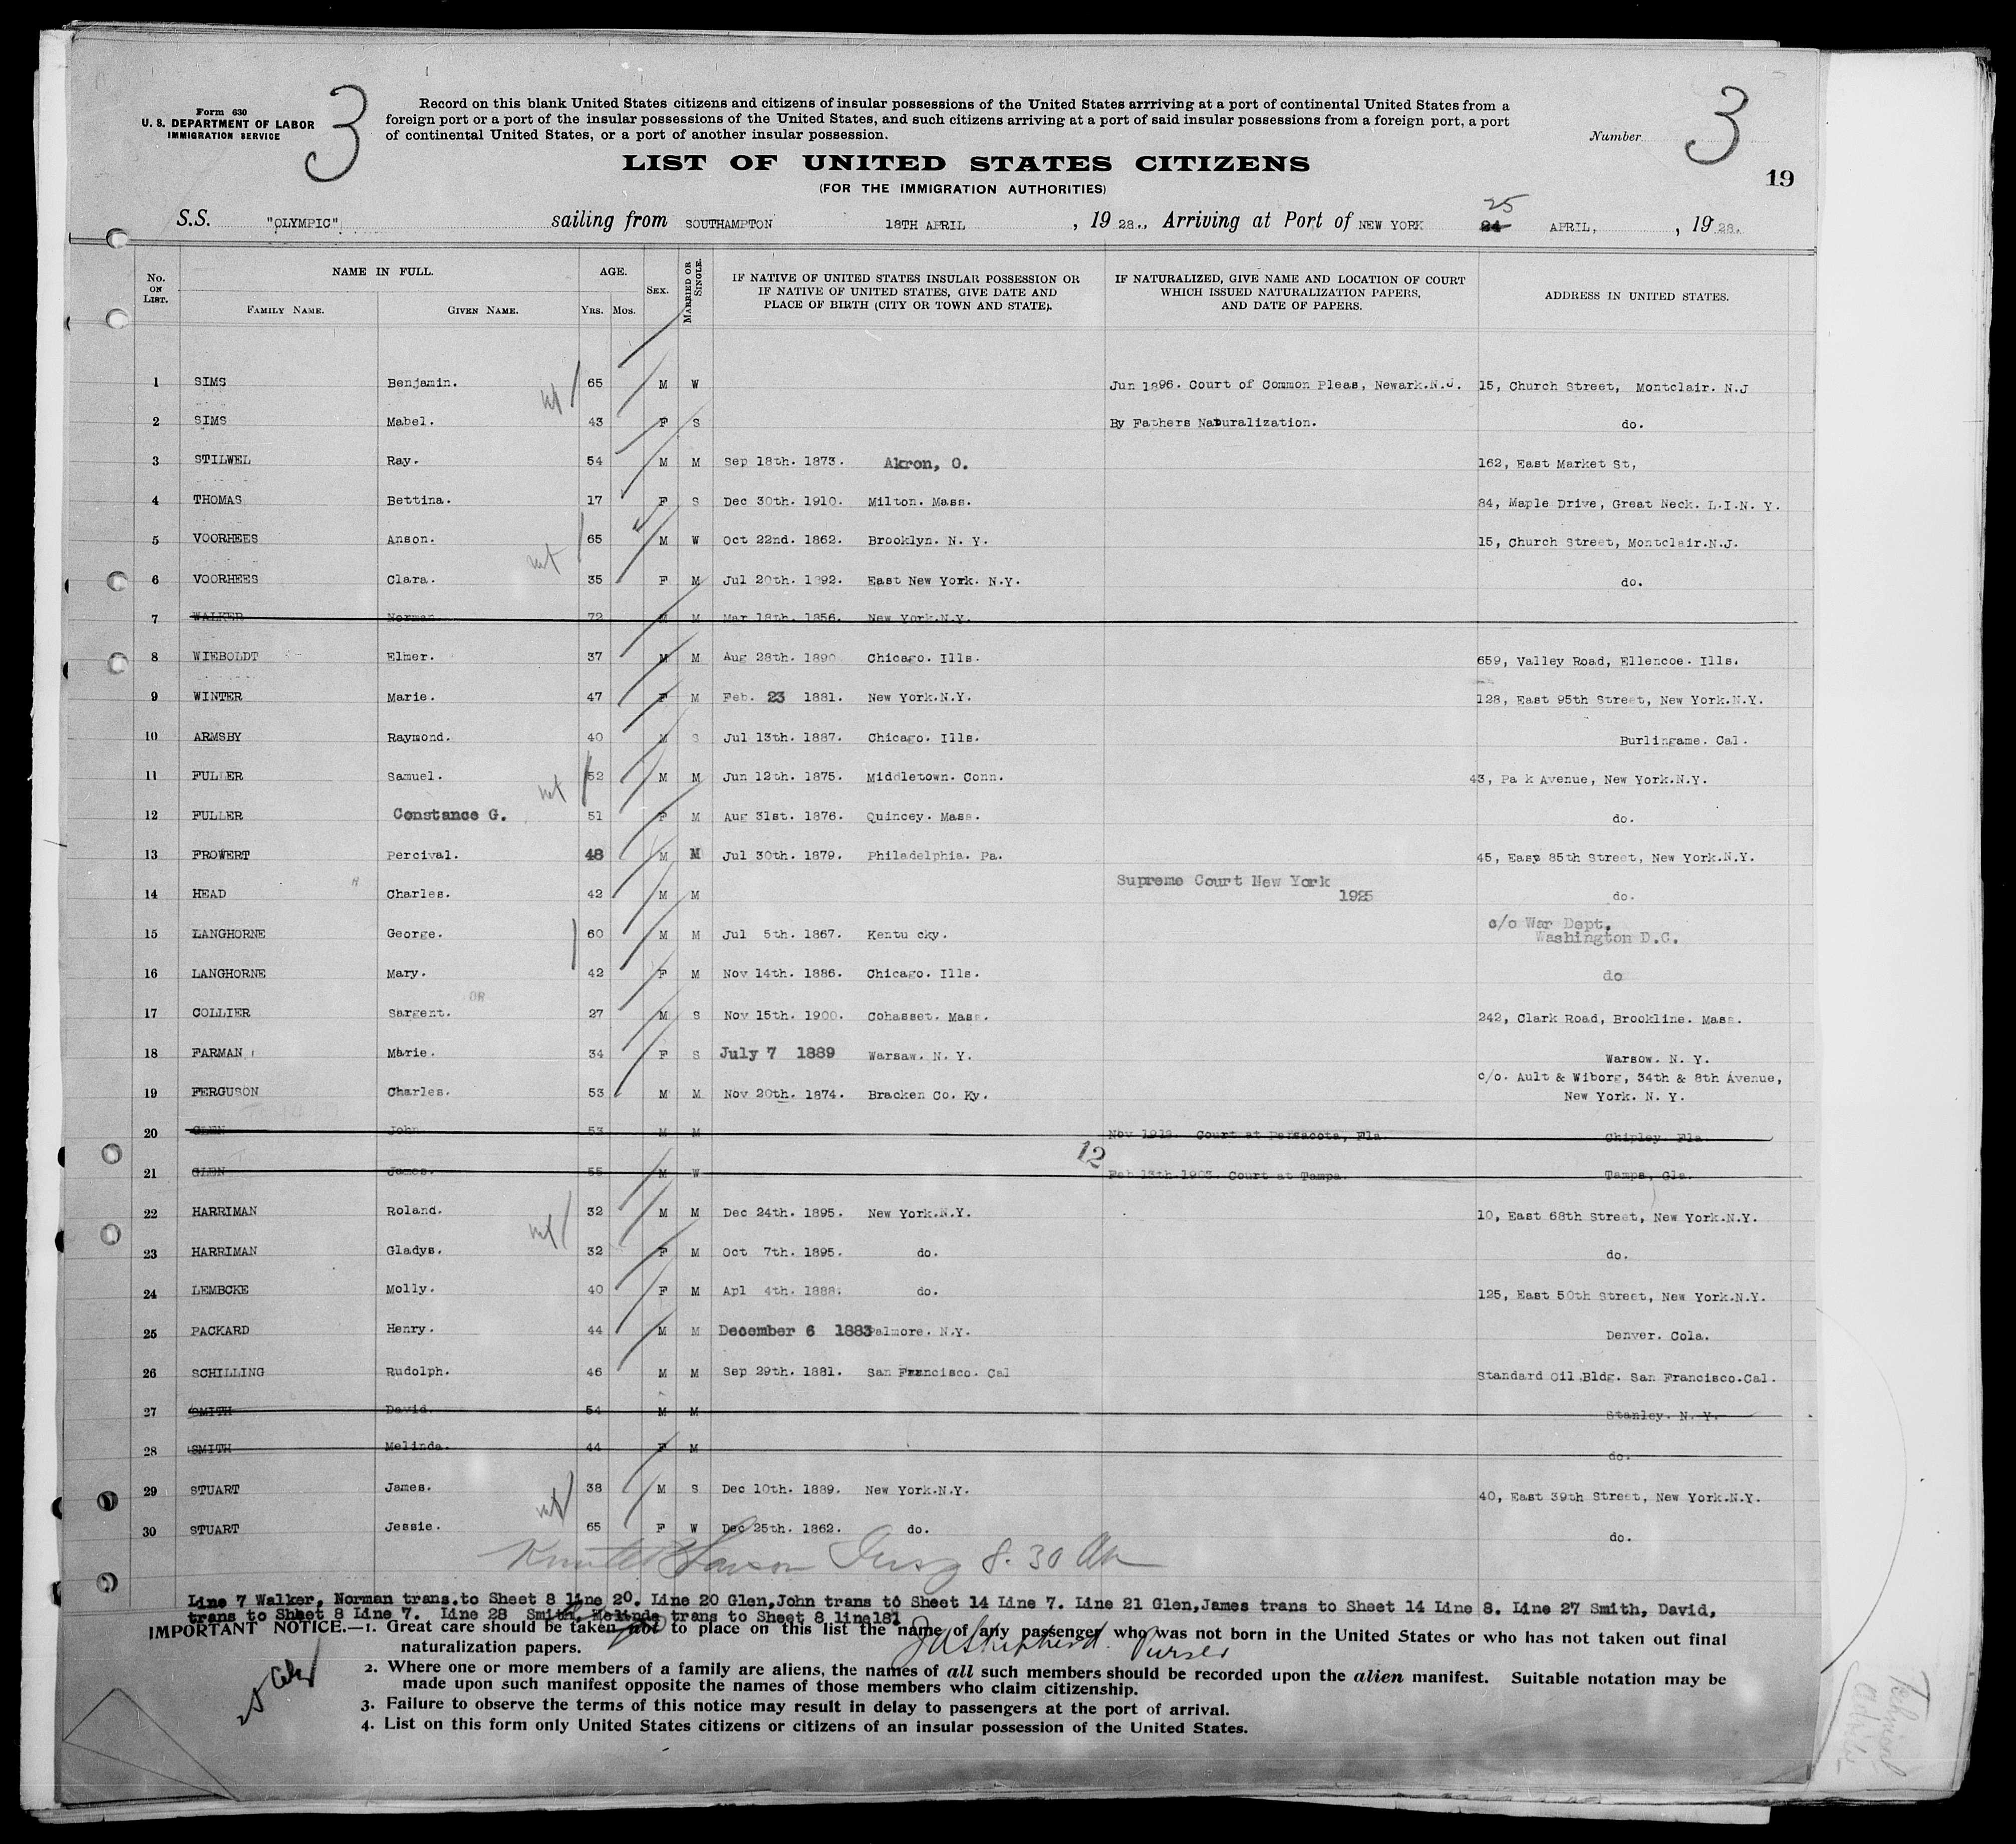 3
3
Form 630
U. S. DEPARTMENT OF LABOR
IMMIGRATION SERVICE
Record on this blank United States citizens and citizens of insular possessions of the United States arrriving at a port of continental United States from a
foreign port or a port of the insular possessions of the United States, and such citizens arriving at a port of said insular possessions from a foreign port, a port
of continental United States, or a port of another insular possession.
Number
LIST OF UNITED STATES CITIZENS
(FOR THE IMMIGRATION AUTHORITIES)
19
S.S. "OLYMPIC" sailing from SOUTHAMPTON 18TH APRIL , 19 28., Arriving at Port of NEW YORK 24 25 APRIL, , 19 28.
No. ON LIST. NAME IN FULL. FAMILY NAME. GIVEN NAME. AGE. YRS. MOS. SEX. MARRIED OR SINGLE. IF NATIVE OF UNITED STATES INSULAR POSSESSION OR IF NATIVE OF UNITED STATES, GIVE DATE AND PLACE OF BIRTH (CITY OR TOWN AND STATE). IF NATURALIZED, GIVE NAME AND LOCATION OF COURT WHICH ISSUED NATURALIZATION PAPERS, AND DATE OF PAPERS. ADDRESS IN UNITED STATES.
1 SIMS Benjamin. 65 M W Jun 1896. Court of Common Pleas, Newark.N.J. 15, Church Street, Montclair. N.J
2 SIMS Mabel. 43 F S By Fathers Naturalization. do.
3 STILWEL Ray. 54 M M Sep 18th. 1873. Akron, O. 162, East Market St,
4 THOMAS Bettina. 17 F S Dec 30th. 1910. Milton. Mass. 84, Maple Drive, Great Neck. L.I.N. Y.
5 VOORHEES Anson. 65 M W Oct 22nd. 1862. Brooklyn. N. Y. 15, Church Street, Montclair.N.J.
6 VOORHEES Clara. 35 F M Jul 20th. 1892. East New York. N.Y. do.
7 WALKER Norman. 72 M M Mar 18th. 1856. New York.N.Y.
8 WIEBOLDT Elmer. 37 M M Aug 28th. 1890. Chicago. Ills. 659, Valley Road, Ellencoe. Ills.
9 WINTER Marie. 47 F M Feb. 23 1881. New York.N.Y. 128, East 95th Street, New York.N.Y.
10 ARMSBY Raymond. 40 M S Jul 13th. 1887. Chicago. Ills. Burlingame. Cal.
11 FULLER Samuel. 52 M M Jun 12th. 1875. Middletown. Conn. 43, Pa k Avenue, New York.N.Y.
12 FULLER Constance G. 51 F M Aug 31st. 1876. Quincey. Mass. do.
13 FROWERT Percival. 48 M M Jul 30th. 1879. Philadelphia. Pa. 45, East 85th Street, New York.N.Y.
14 HEAD Charles. 42 M M Supreme Court New York 1925 do.
15 LANGHORNE George. 60 M M Jul 5th. 1867. Kentu cky. c/o War Dept. Washington D.C.
16 LANGHORNE Mary. 42 F M Nov 14th. 1886. Chicago. Ills. do
17 COLLIER Sargent. OR 27 M S Nov 15th. 1900. Cohasset. Mass. 242, Clark Road, Brookline. Mass.
18 FARMAN Marie. 34 F S July 7 1889 Warsaw. N. Y. Warsow. N. Y.
19 FERGUSON Charles. 53 M M Nov 20th. 1874. Bracken Co. Ky. c/o. Ault & Wiborg, 34th & 8th Avenue, New York. N. Y.
20 GLEN John 53 M M Nov 1912. Court at Pensacota, Fla. Chipley. Fla.
12
21 GLEN James. 55 M W Feb 13th.1903. Court at Tampa. Tampa, Gla.
22 HARRIMAN Roland. 32 M M Dec 24th. 1895. New York.N.Y. 10, East 68th Street, New York.N.Y.
23 HARRIMAN Gladys. 32 F M Oct 7th. 1895. do. do.
24 LEMBCKE Molly. 40 F M Apl 4th. 1888. do. 125, East 50th Street, New York.N.Y.
25 PACKARD Henry. 44 M M December 6 1883 Palmore. N.Y. Denver. Cola.
26 SCHILLING Rudolph. 46 M M Sep 29th. 1881. San Francisco. Cal Standard Oil Bldg. San Francisco.Cal.
27 SMITH David. 54 M M Stanley. N. Y.
28 SMITH Melinda. 44 F M do.
29 STUART James. 38 M S Dec 10th. 1889. New York.N.Y. 40, East 39th Street, New York.N.Y.
30 STUART Jessie. 65 F W Dec 25th. 1862. do. do.
8.30 Am
Line 7 Walker, Norman trans.to Sheet 8 line 20. Line 20 Glen,John trans to Sheet 14 Line 7. Line 21 Glen,James trans to Sheet 14 Line 8. Line 27 Smith, David,
trans to Sheet 8 Line 7. Line 28 Smith, Melinda trans to Sheet 8 line181
JA Shepherd. Purser
IMPORTANT NOTICE.—1. Great care should be taken not to place on this list the name of any passenger who was not born in the United States or who has not taken out final
naturalization papers.
2. Where one or more members of a family are aliens, the names of all such members should be recorded upon the alien manifest. Suitable notation may be
made upon such manifest opposite the names of those members who claim citizenship.
3. Failure to observe the terms of this notice may result in delay to passengers at the port of arrival.
4. List on this form only United States citizens or citizens of an insular possession of the United States.